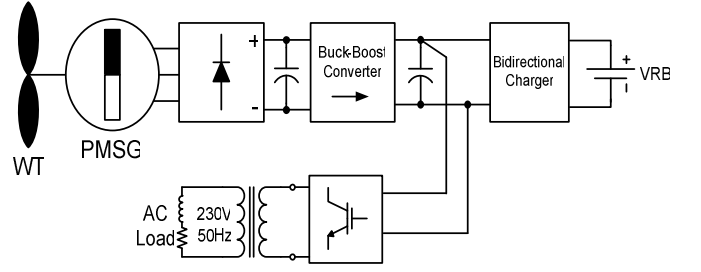 WT
PMSG
+
-
Buck-Boost
Converter
Bidirectional
Charger
+
-
VRB
AC
Load
230V
50Hz